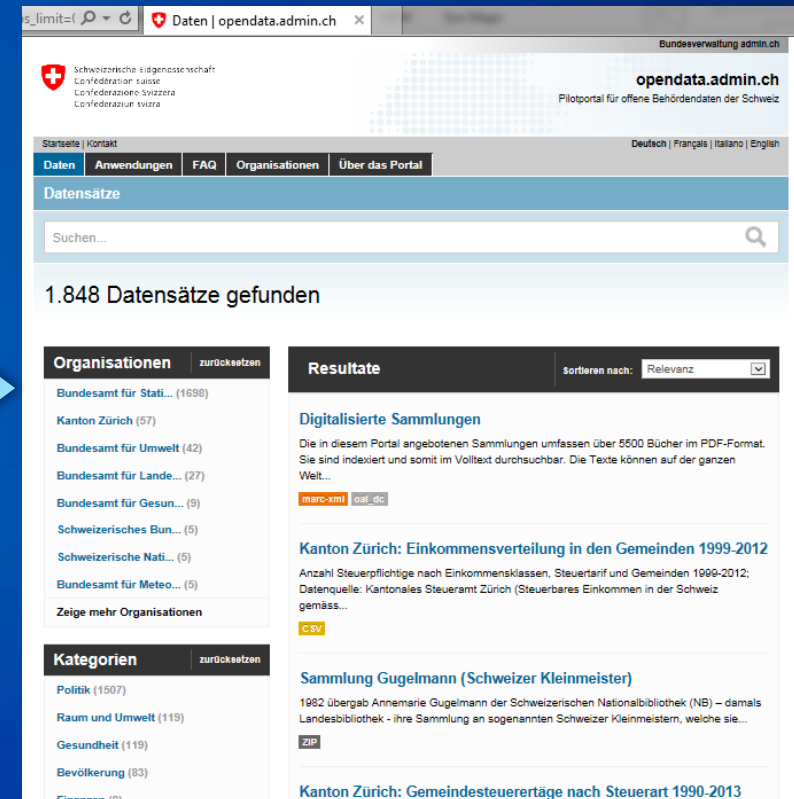 s_limit=(
Daten | opendata.admin.ch
Bundesverwaltung admin.ch
Schweizerische Eidgenossenschaft
Confédération suisse
Confederazione Svizzera
Confederaziun svizra
opendata.admin.ch
Pilotportal für offene Behördendaten der Schweiz
Startseite | Kontakt
Deutsch | Français | Italiano | English
Daten Anwendungen FAQ Organisationen Über das Portal
Datensätze
Suchen...
1.848 Datensätze gefunden
Organisationen zurücksetzen
Bundesamt für Stati... (1698)
Kanton Zürich (57)
Bundesamt für Umwelt (42)
Bundesamt für Lande... (27)
Bundesamt für Gesun... (9)
Schweizerisches Bun... (5)
Schweizerische Nati... (5)
Bundesamt für Meteo... (5)
Zeige mehr Organisationen
Kategorien zurücksetzen
Politik (1507)
Raum und Umwelt (119)
Gesundheit (119)
Bevölkerung (83)
Resultate
Sortieren nach: Relevanz
Digitalisierte Sammlungen
Die in diesem Portal angebotenen Sammlungen umfassen über 5500 Bücher im PDF-Format.
Sie sind indexiert und somit im Volltext durchsuchbar. Die Texte können auf der ganzen
Welt...
marc-xml oai_dc
Kanton Zürich: Einkommensverteilung in den Gemeinden 1999-2012
Anzahl Steuerpflichtige nach Einkommensklassen, Steuertarif und Gemeinden 1999-2012;
Datenquelle: Kantonales Steueramt Zürich (Steuerbares Einkommen in der Schweiz
gemäss...
CSV
Sammlung Gugelmann (Schweizer Kleinmeister)
1982 übergab Annemarie Gugelmann der Schweizerischen Nationalbibliothek (NB) – damals
Landesbibliothek - ihre Sammlung an sogenannten Schweizer Kleinmeistern, welche sie...
ZIP
Kanton Zürich: Gemeindesteuererträge nach Steuerart 1990-2013